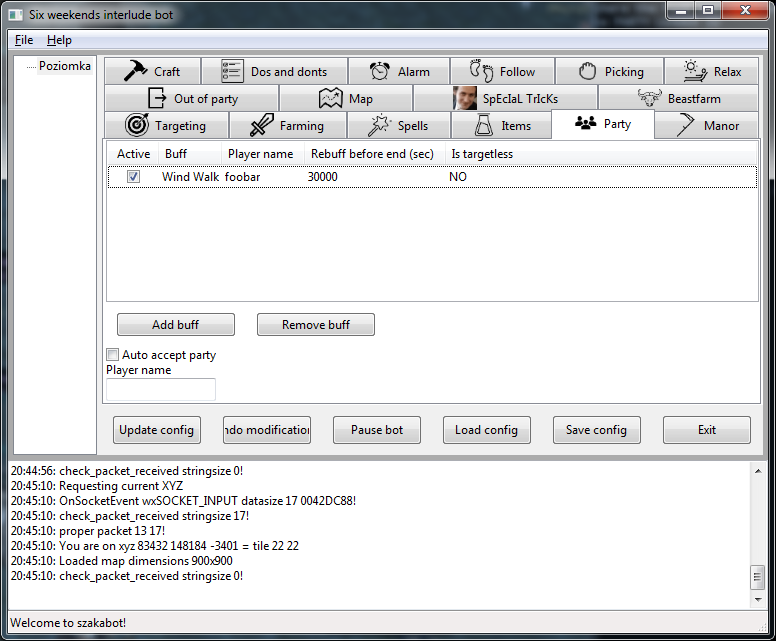 Six weekends interlude bot
File Help
Poziomka
Craft Dos and donts Alarm Follow Picking Relax
Out of party Map SpEcIaL TrIcKs Beastfarm
Targeting Farming Spells Items Party Manor
Active Buff Player name Rebuff before end (sec) Is targetless
Wind Walk foobar 30000 NO
Add buff Remove buff
Auto accept party
Player name
Update config ndo modification Pause bot Load config Save config Exit
20:44:56: check_packet_received stringsize 0!
20:45:10: Requesting current XYZ
20:45:10: OnSocketEvent wxSOCKET_INPUT datasize 17 0042DC88!
20:45:10: check_packet_received stringsize 17!
20:45:10: proper packet 13 17!
20:45:10: You are on xyz 83432 148184 -3401 = tile 22 22
20:45:10: Loaded map dimensions 900x900
20:45:10: check_packet_received stringsize 0!
Welcome to szakabot!